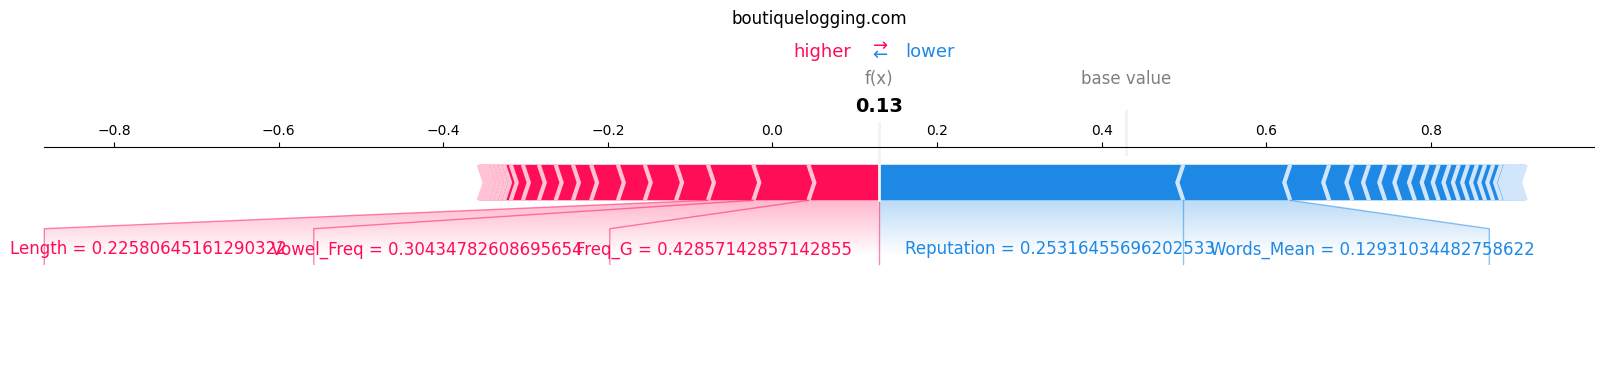 boutiquelogging.com
higher ⇄ lower
f(x) base value
0.13
−0.8 −0.6 −0.4 −0.2 0.0 0.2 0.4 0.6 0.8
Length = 0.22580645161290322 Vowel_Freq = 0.30434782608695654 Freq_G = 0.42857142857142855 Reputation = 0.25316455696202533 Words_Mean = 0.12931034482758622